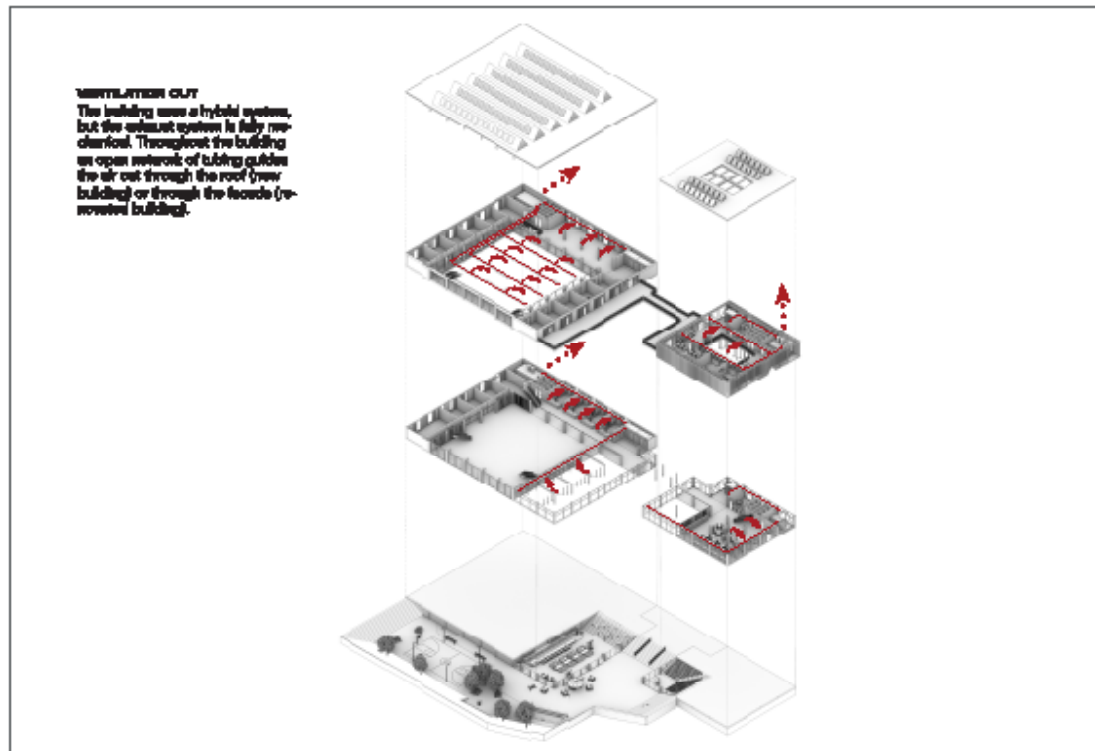 VENTILATION OUT
The building uses a hybrid system,
but the exhaust system is fully me-
chanical. Throughout the building
an open network of tubing guides
the air out through the roof (new
building) or through the facade (re-
novated building).